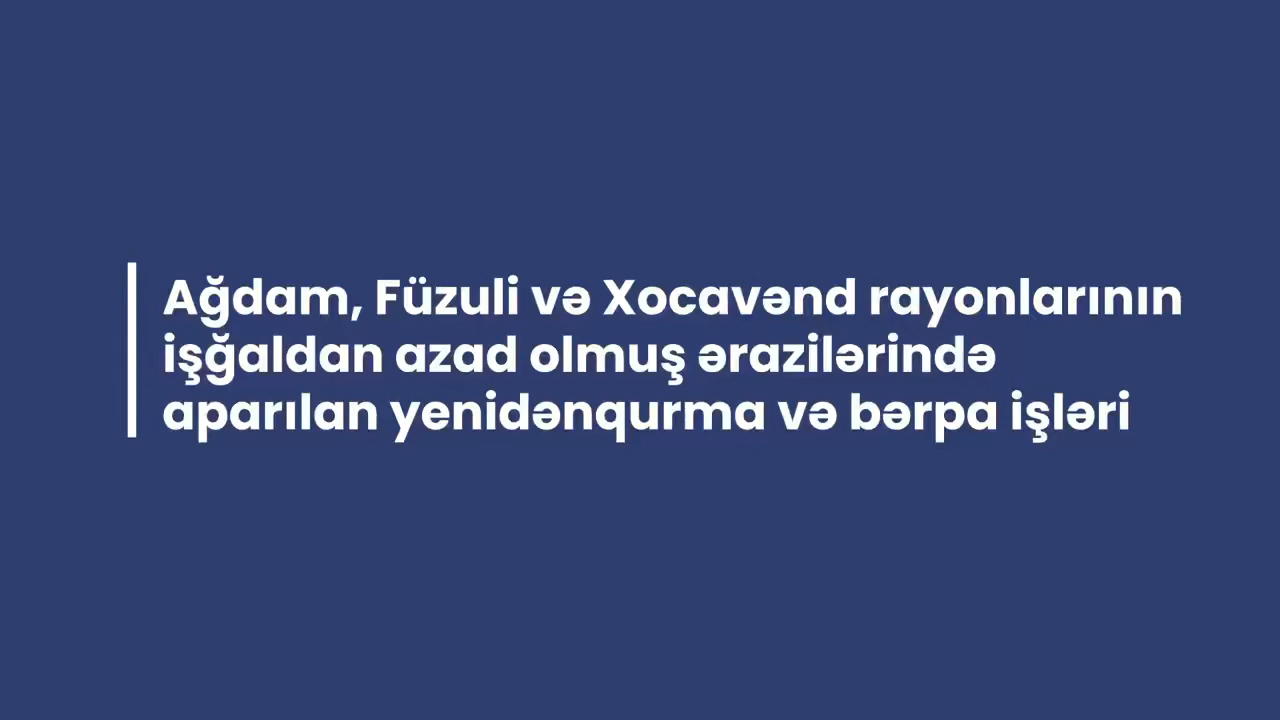 Ağdam, Füzuli və Xocavənd rayonlarının
işğaldan azad olmuş ərazilərində
aparılan yenidənqurma və bərpa işləri